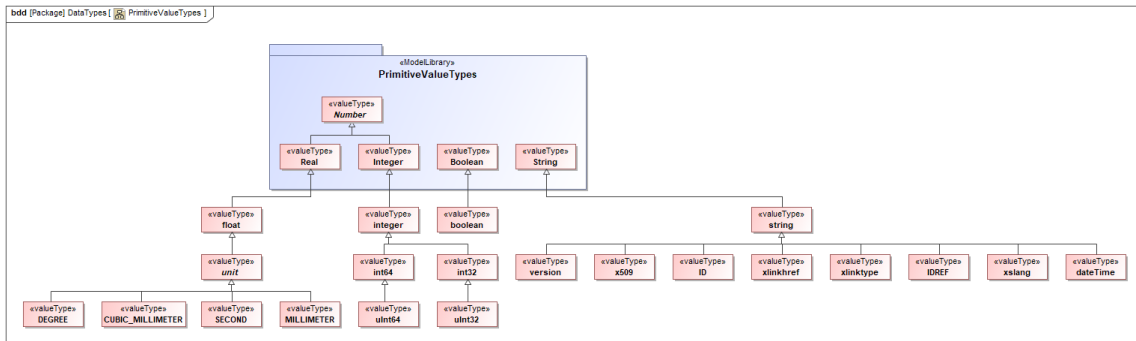 bdd [Package] DataTypes [ PrimitiveValueTypes ]
«ModelLibrary»
PrimitiveValueTypes
«valueType»
Number
«valueType» «valueType» «valueType» «valueType»
Real Integer Boolean String
«valueType» «valueType» «valueType» «valueType»
float integer boolean string
«valueType» «valueType» «valueType» «valueType» «valueType» «valueType» «valueType» «valueType» «valueType» «valueType» «valueType»
unit int64 int32 version x509 ID xlinkhref xlinktype IDREF xslang dateTime
«valueType» «valueType» «valueType» «valueType» «valueType» «valueType»
DEGREE CUBIC_MILLIMETER SECOND MILLIMETER uInt64 uInt32